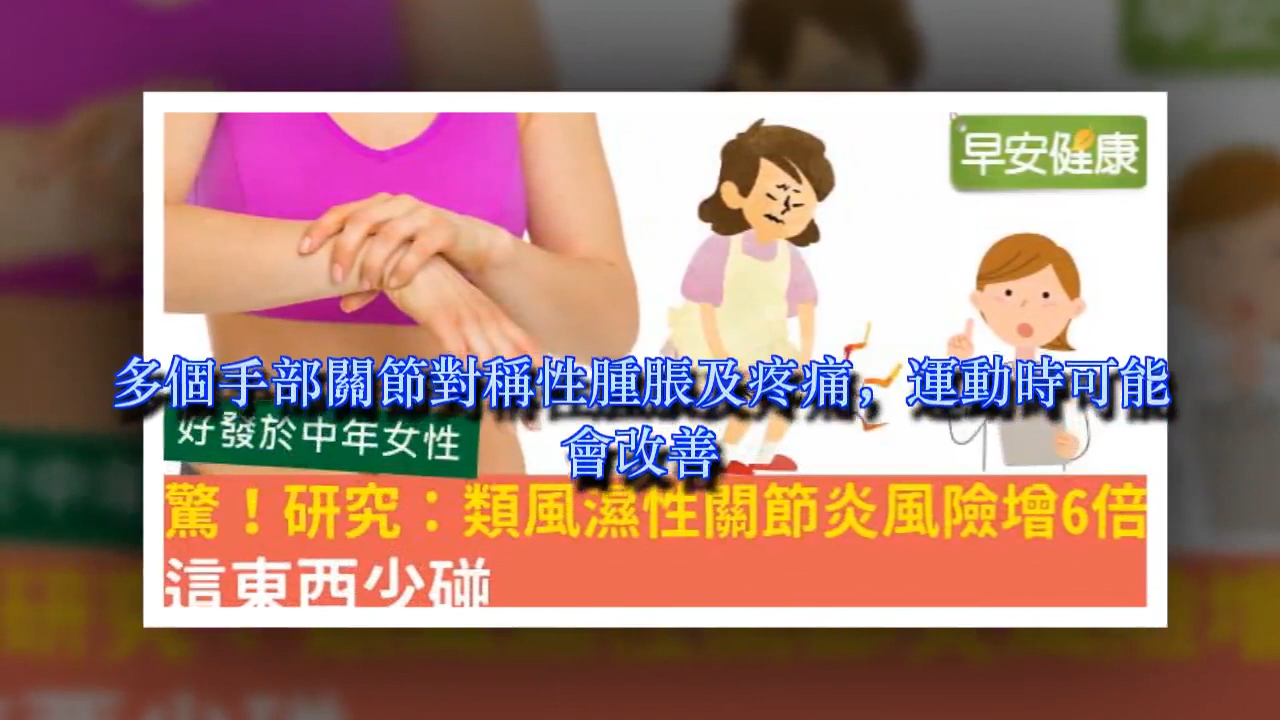 早安健康
多個手部關節對稱性腫脹及疼痛，運動時可能
會改善
好發於中年女性
驚！研究：類風濕性關節炎風險增6倍
這東西少碰